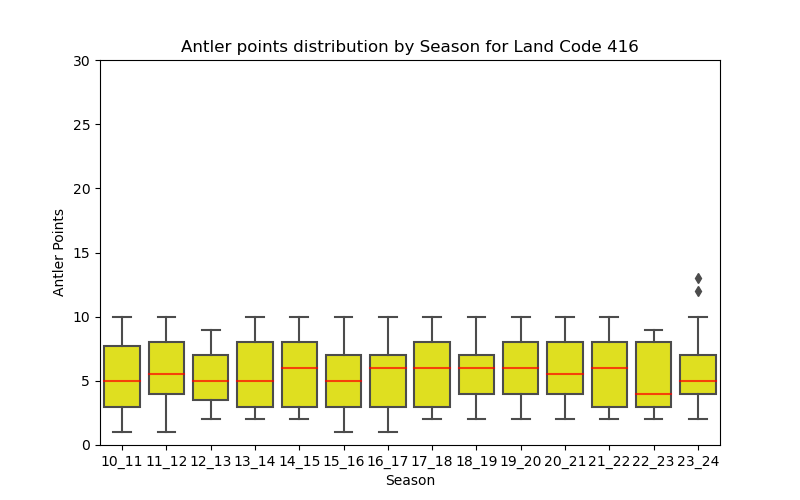 Antler points distribution by Season for Land Code 416
30
25
20
15
10
5
0
Antler Points
10_11 11_12 12_13 13_14 14_15 15_16 16_17 17_18 18_19 19_20 20_21 21_22 22_23 23_24
Season